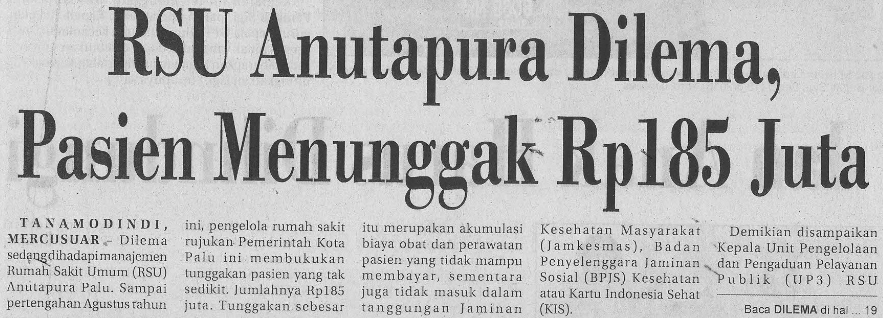 RSU Anutapura Dilema,
Pasien Menunggak Rp185 Juta
TANAMODINDI,
MERCUSUAR – Dilema
sedang dihadapi manajemen
Rumah Sakit Umum (RSU)
Anutapura Palu. Sampai
pertengahan Agustus tahun
ini, pengelola rumah sakit
rujukan Pemerintah Kota
Palu ini membukukan
tunggakan pasien yang tak
sedikit. Jumlahnya Rp185
juta. Tunggakan sebesar
itu merupakan akumulasi
biaya obat dan perawatan
pasien yang tidak mampu
membayar, sementara
juga tidak masuk dalam
tanggungan Jaminan
Kesehatan Masyarakat
(Jamkesmas), Badan
Penyelenggara Jaminan
Sosial (BPJS) Kesehatan
atau Kartu Indonesia Sehat
(KIS).
Demikian disampaikan
Kepala Unit Pengelolaan
dan Pengaduan Pelayanan
Publik (UP3) RSU
Baca DILEMA di hal ... 19